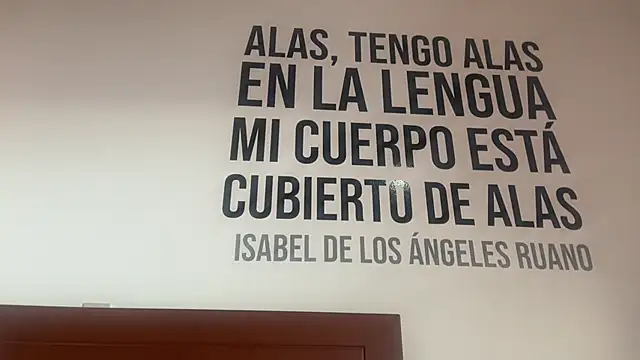 ALAS, TENGO ALAS
EN LA LENGUA
MI CUERPO ESTÁ
CUBIERTO DE ALAS
ISABEL DE LOS ÁNGELES RUANO